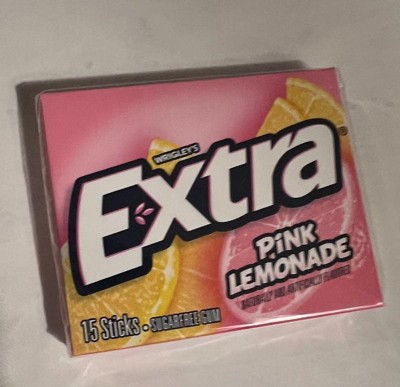 WRIGLEY'S
Extra®
PiNK
LEMONADE
NATURALLY AND ARTIFICIALLY FLAVORED
15 Sticks • SUGARFREE GUM